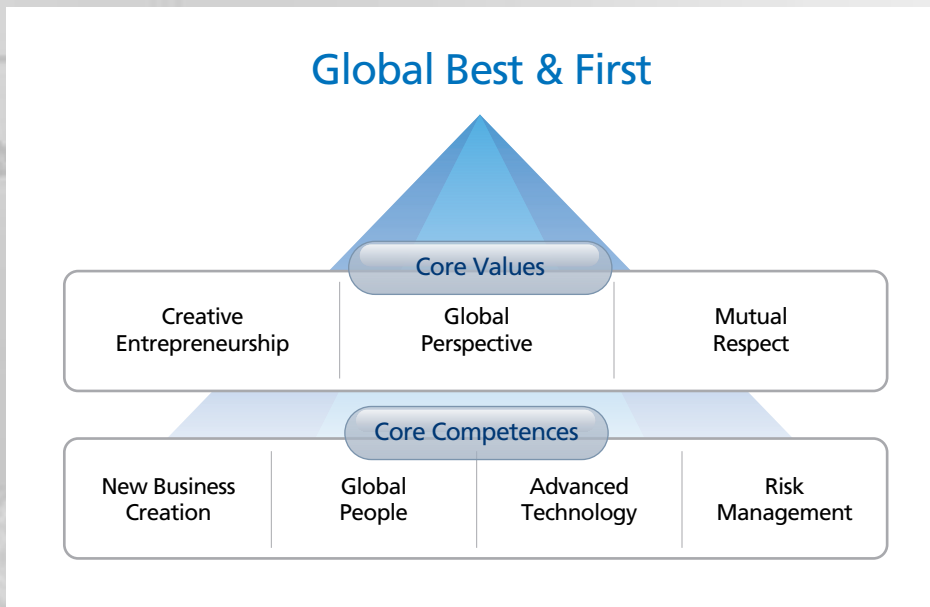 Global Best & First
Core Values
Creative
Entrepreneurship
Global
Perspective
Mutual
Respect
Core Competences
New Business
Creation
Global
People
Advanced
Technology
Risk
Management